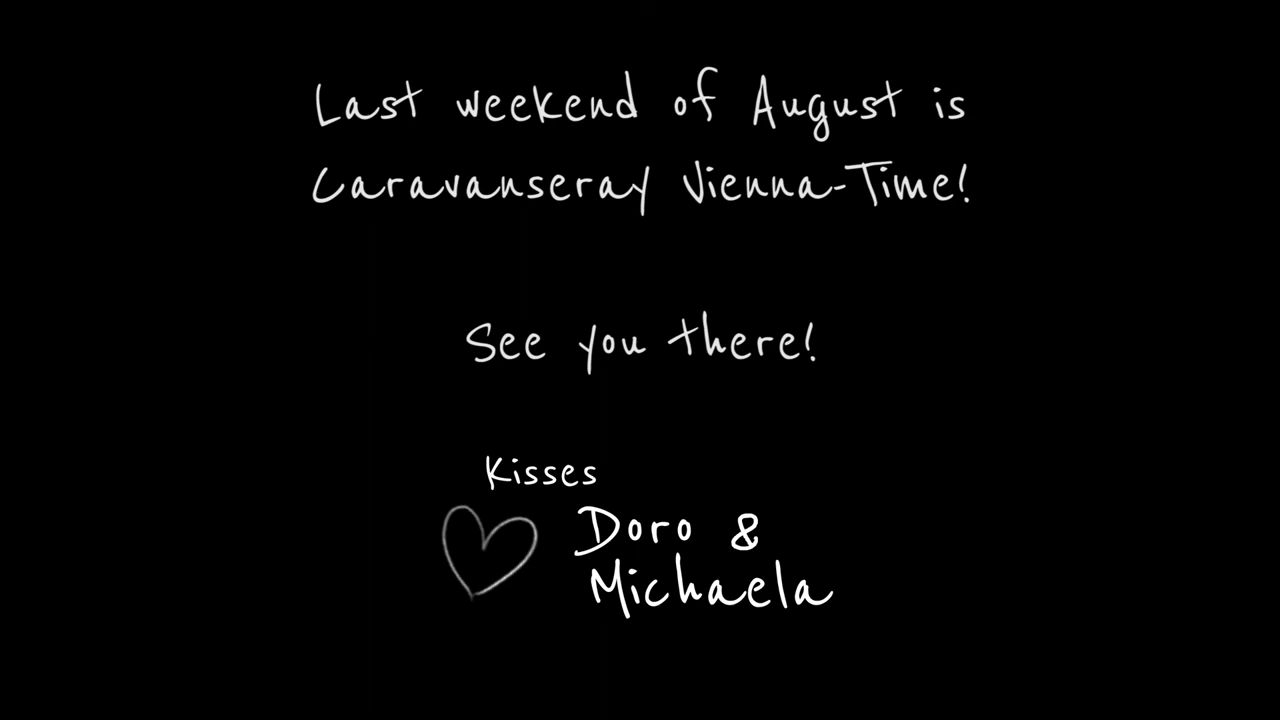 Last weekend of August is
Caravanseray Vienna-Time!
See you there!
Kisses
Doro &
Michaela